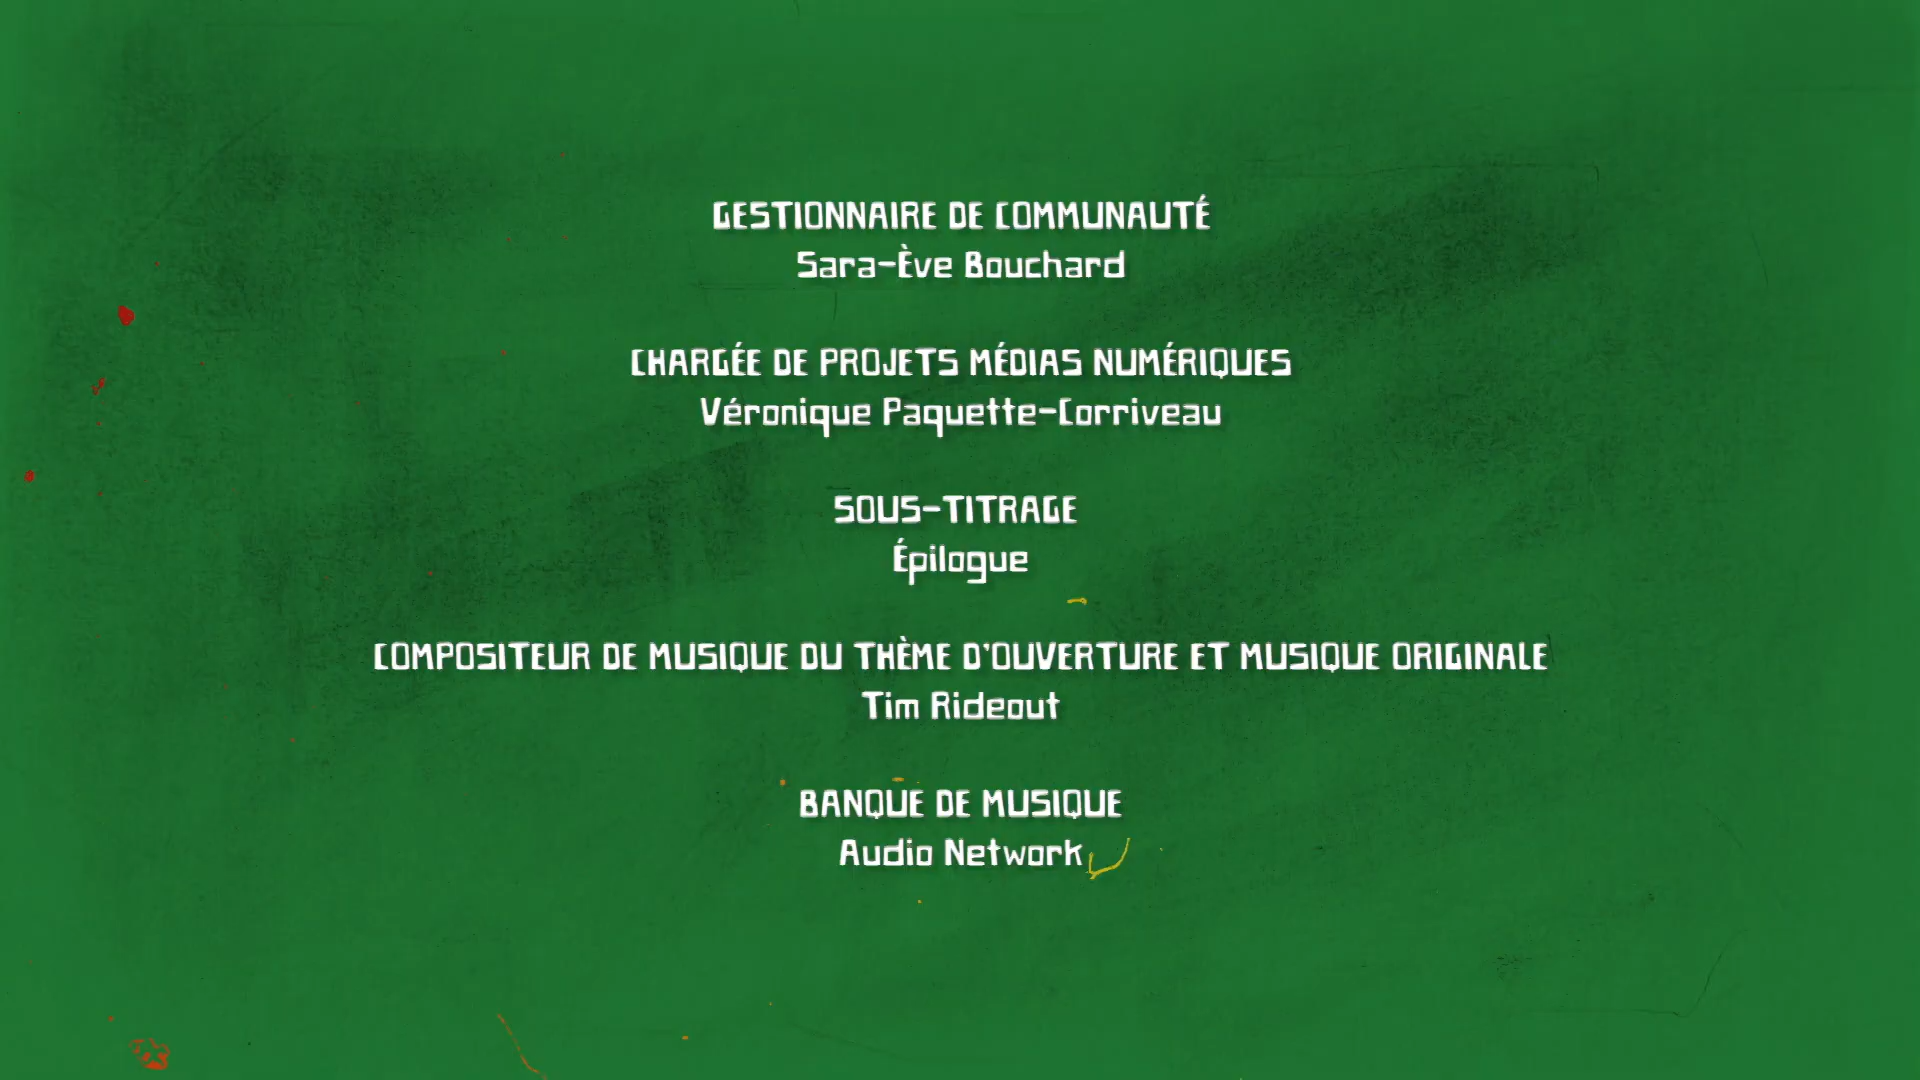 GESTIONNAIRE DE COMMUNAUTÉ
Sara-Ève Bouchard
CHARGÉE DE PROJETS MÉDIAS NUMÉRIQUES
Véronique Paquette-Corriveau
SOUS-TITRAGE
Épilogue
COMPOSITEUR DE MUSIQUE DU THÈME D'OUVERTURE ET MUSIQUE ORIGINALE
Tim Rideout
BANQUE DE MUSIQUE
Audio Network